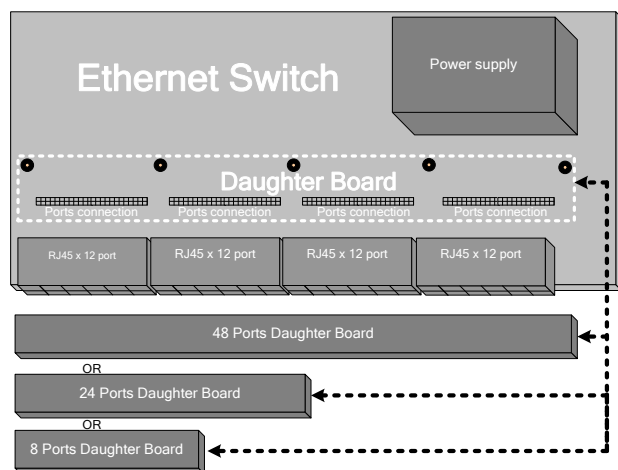 Ethernet Switch
Power supply
Daughter Board
Ports connection Ports connection Ports connection Ports connection
RJ45 x 12 port RJ45 x 12 port RJ45 x 12 port RJ45 x 12 port
48 Ports Daughter Board
OR
24 Ports Daughter Board
OR
8 Ports Daughter Board